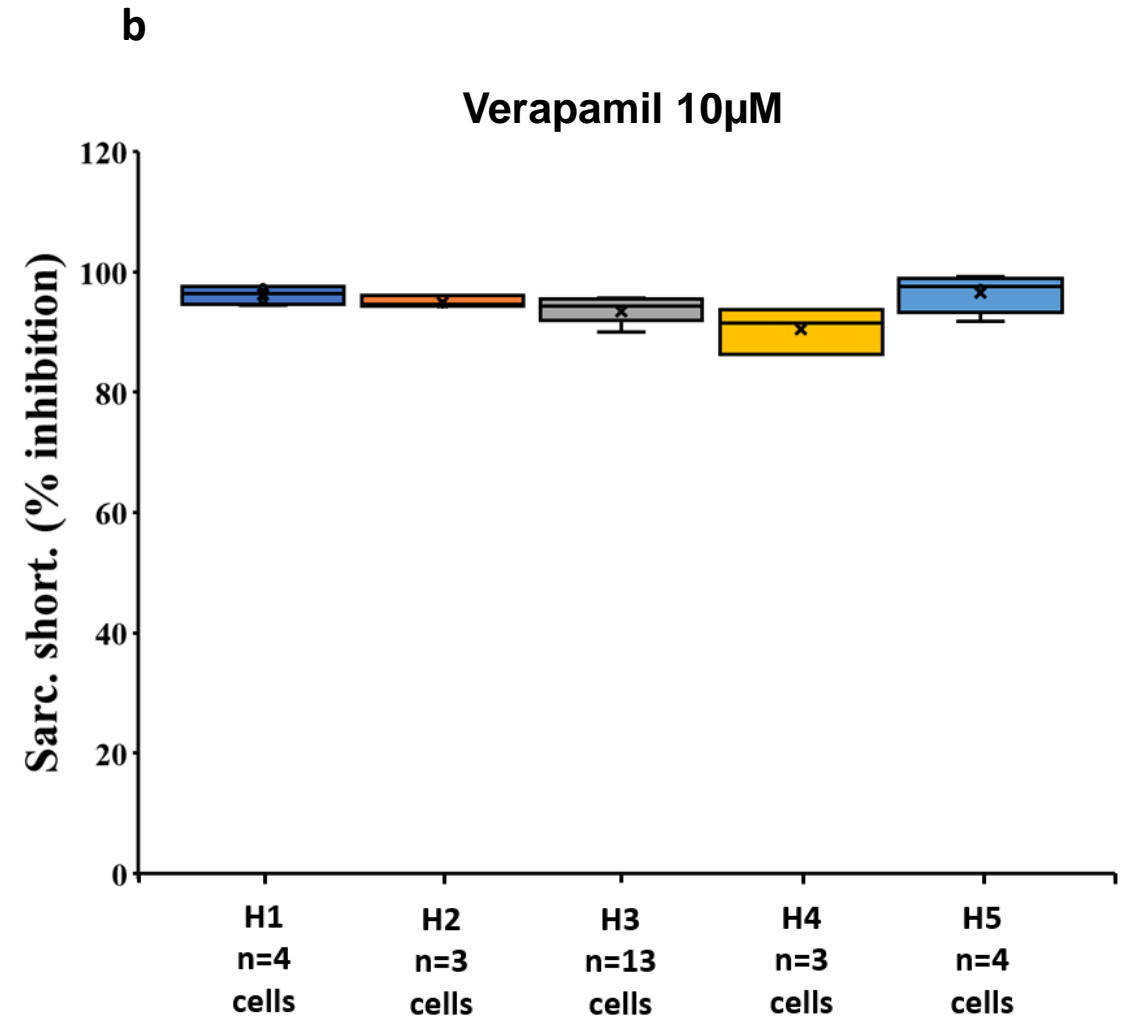 b
Verapamil 10µM
Sarc. short. (% inhibition)
120
100
80
60
40
20
0
H1
n=4
cells
H2
n=3
cells
H3
n=13
cells
H4
n=3
cells
H5
n=4
cells